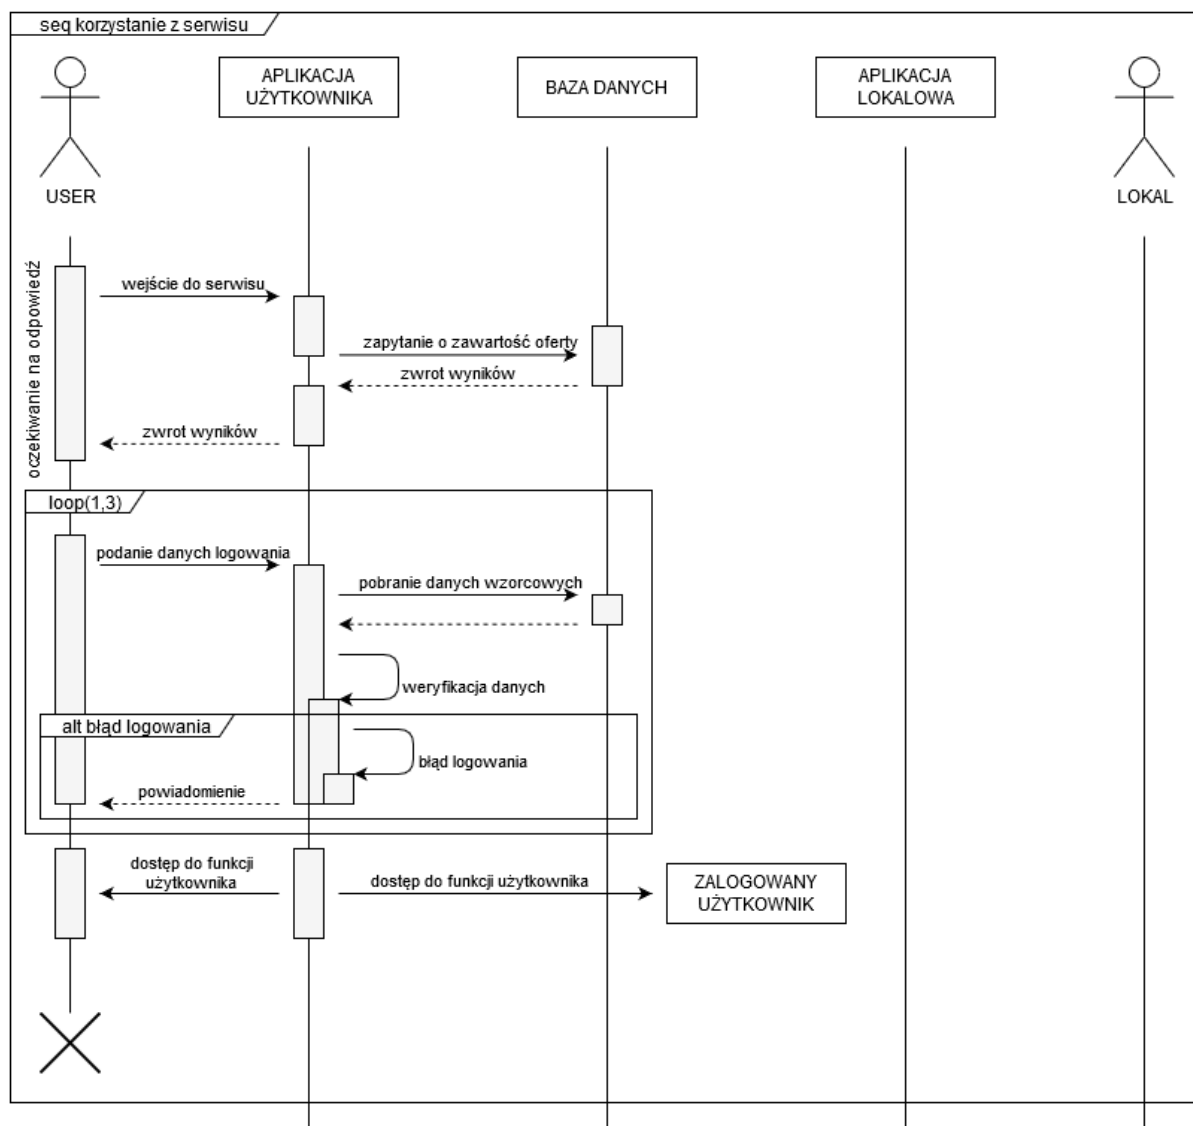 seq korzystanie z serwisu
APLIKACJA
UŻYTKOWNIKA
BAZA DANYCH
APLIKACJA
LOKALOWA
USER
LOKAL
oczekiwanie na odpowiedź
wejście do serwisu
zapytanie o zawartość oferty
zwrot wyników
zwrot wyników
loop(1,3)
podanie danych logowania
pobranie danych wzorcowych
weryfikacja danych
alt błąd logowania
błąd logowania
powiadomienie
dostęp do funkcji
użytkownika
dostęp do funkcji użytkownika
ZALOGOWANY
UŻYTKOWNIK